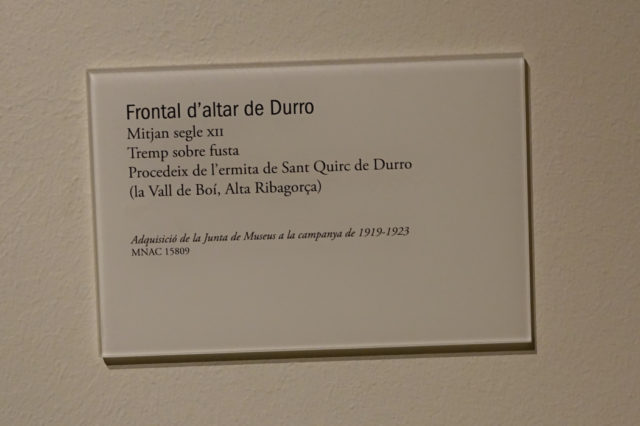 Frontal d'altar de Durro
Mitjan segle XII
Tremp sobre fusta
Procedeix de l'ermita de Sant Quirc de Durro
(la Vall de Boí, Alta Ribagorça)
Adquisició de la Junta de Museus a la campanya de 1919-1923
MNAC 15809